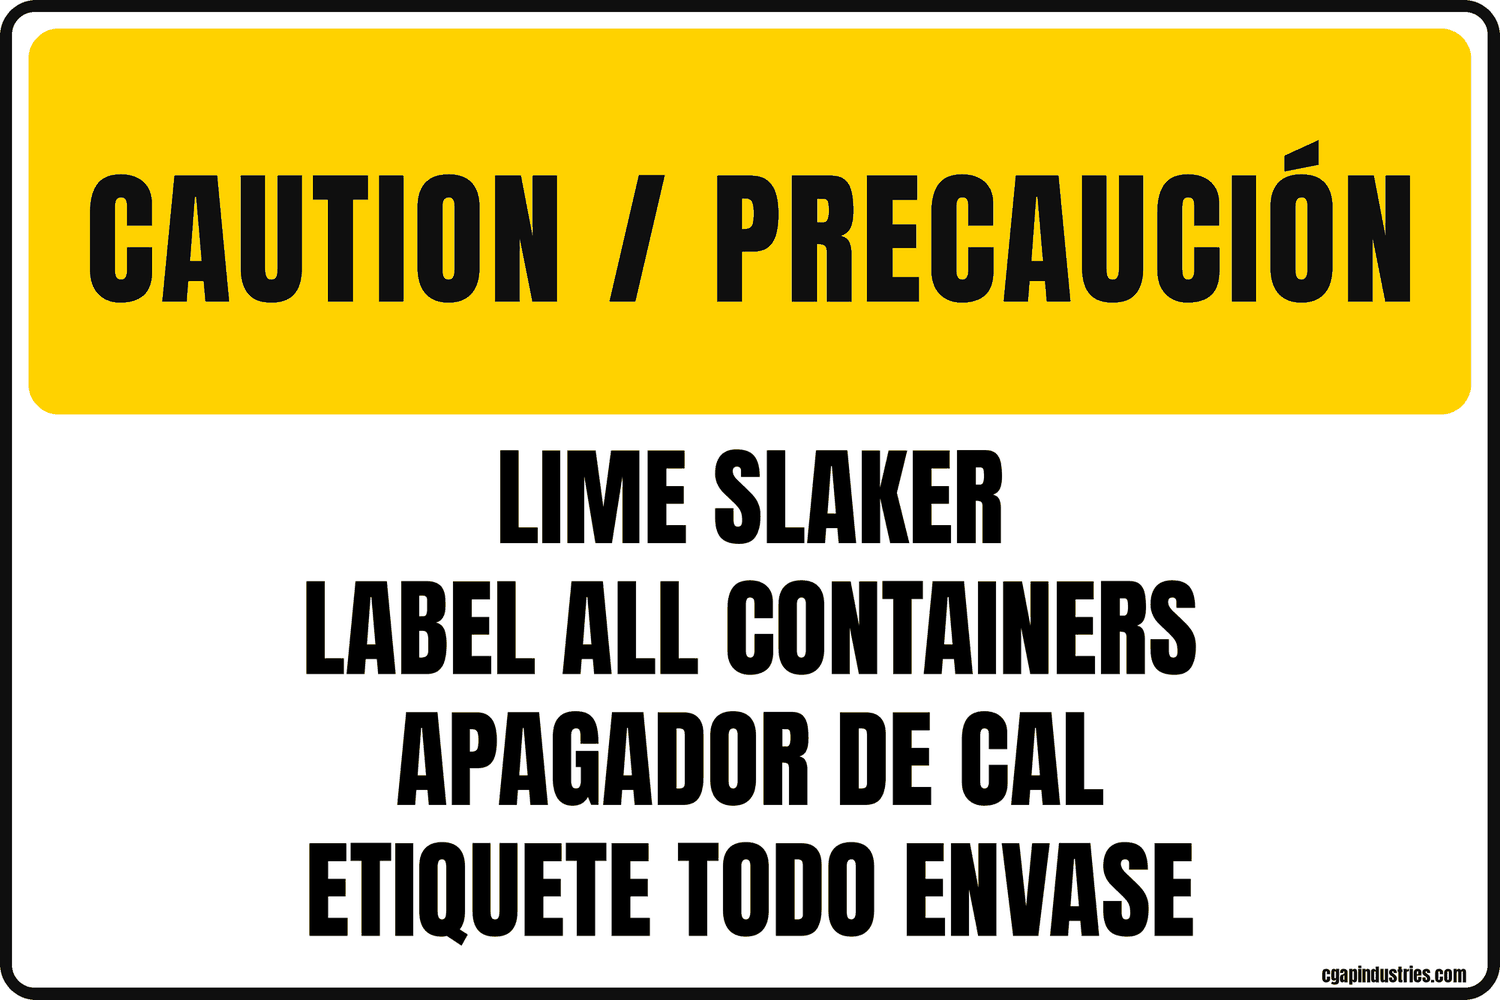 CAUTION / PRECAUCIÓN
LIME SLAKER
LABEL ALL CONTAINERS
APAGADOR DE CAL
ETIQUETE TODO ENVASE
cgapindustries.com